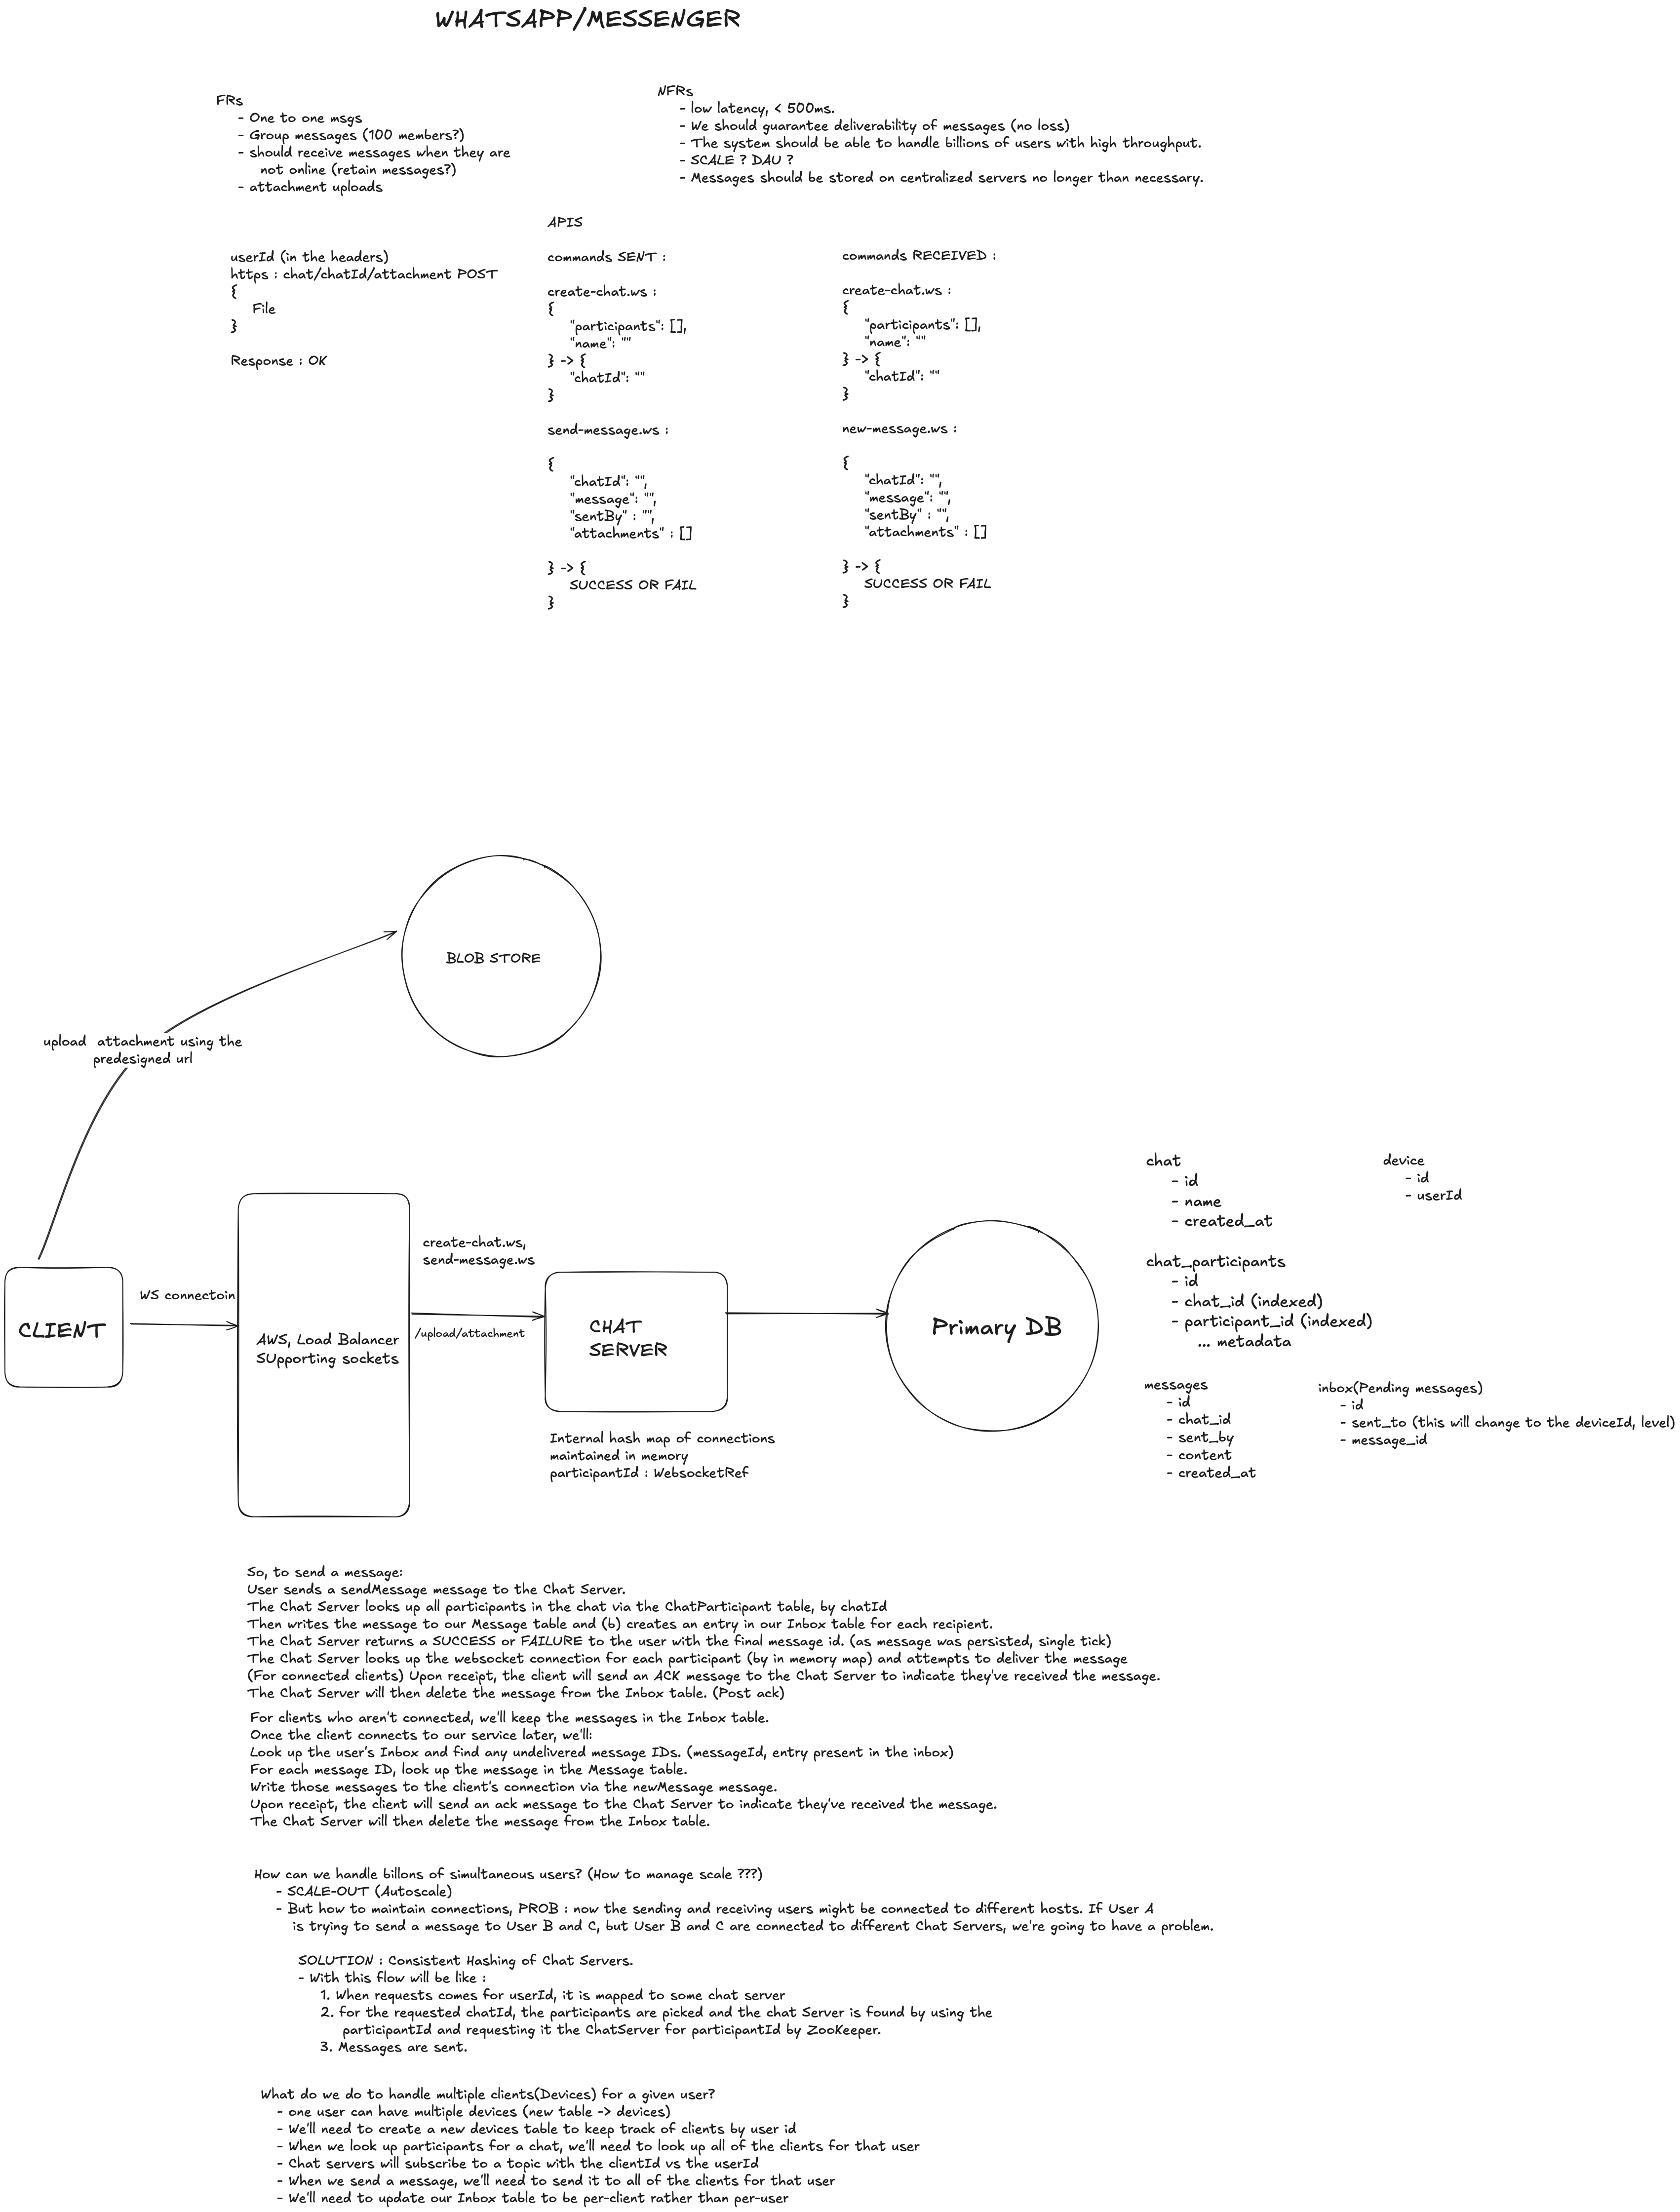 WHATSAPP/MESSENGER
FRs
- One to one msgs
- Group messages (100 members?)
- should receive messages when they are
not online (retain messages?)
- attachment uploads
NFRs
- low latency, < 500ms.
- We should guarantee deliverability of messages (no loss)
- The system should be able to handle billions of users with high throughput.
- SCALE ? DAU ?
- Messages should be stored on centralized servers no longer than necessary.
APIS
userId (in the headers)
https : chat/chatId/attachment POST
{
File
}
Response : OK
commands SENT :
create-chat.ws :
{
"participants": [],
"name": ""
} -> {
"chatId": ""
}
send-message.ws :
{
"chatId": "",
"message": "",
"sentBy" : "",
"attachments" : []
} -> {
SUCCESS OR FAIL
}
commands RECEIVED :
create-chat.ws :
{
"participants": [],
"name": ""
} -> {
"chatId": ""
}
new-message.ws :
{
"chatId": "",
"message": "",
"sentBy" : "",
"attachments" : []
} -> {
SUCCESS OR FAIL
}
BLOB STORE
upload attachment using the
predesigned url
CLIENT
WS connectoin
AWS, Load Balancer
SUpporting sockets
create-chat.ws,
send-message.ws
/upload/attachment
CHAT
SERVER
Internal hash map of connections
maintained in memory
participantId : WebsocketRef
Primary DB
chat
- id
- name
- created_at
device
- id
- userId
chat_participants
- id
- chat_id (indexed)
- participant_id (indexed)
... metadata
messages
- id
- chat_id
- sent_by
- content
- created_at
inbox(Pending messages)
- id
- sent_to (this will change to the deviceId, level)
- message_id
So, to send a message:
User sends a sendMessage message to the Chat Server.
The Chat Server looks up all participants in the chat via the ChatParticipant table, by chatId
Then writes the message to our Message table and (b) creates an entry in our Inbox table for each recipient.
The Chat Server returns a SUCCESS or FAILURE to the user with the final message id. (as message was persisted, single tick)
The Chat Server looks up the websocket connection for each participant (by in memory map) and attempts to deliver the message
(For connected clients) Upon receipt, the client will send an ACK message to the Chat Server to indicate they've received the message.
The Chat Server will then delete the message from the Inbox table. (Post ack)
For clients who aren't connected, we'll keep the messages in the Inbox table.
Once the client connects to our service later, we'll:
Look up the user's Inbox and find any undelivered message IDs. (messageId, entry present in the inbox)
For each message ID, look up the message in the Message table.
Write those messages to the client's connection via the newMessage message.
Upon receipt, the client will send an ack message to the Chat Server to indicate they've received the message.
The Chat Server will then delete the message from the Inbox table.
How can we handle billons of simultaneous users? (How to manage scale ???)
- SCALE-OUT (Autoscale)
- But how to maintain connections, PROB : now the sending and receiving users might be connected to different hosts. If User A
is trying to send a message to User B and C, but User B and C are connected to different Chat Servers, we're going to have a problem.
SOLUTION : Consistent Hashing of Chat Servers.
- With this flow will be like :
1. When requests comes for userId, it is mapped to some chat server
2. for the requested chatId, the participants are picked and the chat Server is found by using the
participantId and requesting it the ChatServer for participantId by ZooKeeper.
3. Messages are sent.
What do we do to handle multiple clients(Devices) for a given user?
- one user can have multiple devices (new table -> devices)
- We'll need to create a new devices table to keep track of clients by user id
- When we look up participants for a chat, we'll need to look up all of the clients for that user
- Chat servers will subscribe to a topic with the clientId vs the userId
- When we send a message, we'll need to send it to all of the clients for that user
- We'll need to update our Inbox table to be per-client rather than per-user